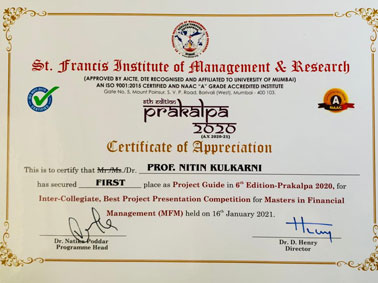 St. Francis Institute of Management & Research
(APPROVED BY AICTE, DTE RECOGNISED AND AFFILIATED TO UNIVERSITY OF MUMBAI)
AN ISO 9001:2015 CERTIFIED AND NAAC "A" GRADE ACCREDITED INSTITUTE
Gate No. 5, Mount Poinsur, S. V. P. Road, Borivali (West), Mumbai - 400 103.
6th edition
prakalpa
2020
(A.Y. 2020-21)
NAAC
Certificate of Appreciation
This is to certify that Mr./Ms./Dr. PROF. NITIN KULKARNI
has secured FIRST place as Project Guide in 6th Edition-Prakalpa 2020, for
Inter-Collegiate, Best Project Presentation Competition for Masters in Financial
Management (MFM) held on 16th January 2021.
Henry
Dr. Natika Poddar
Programme Head
Dr. D. Henry
Director